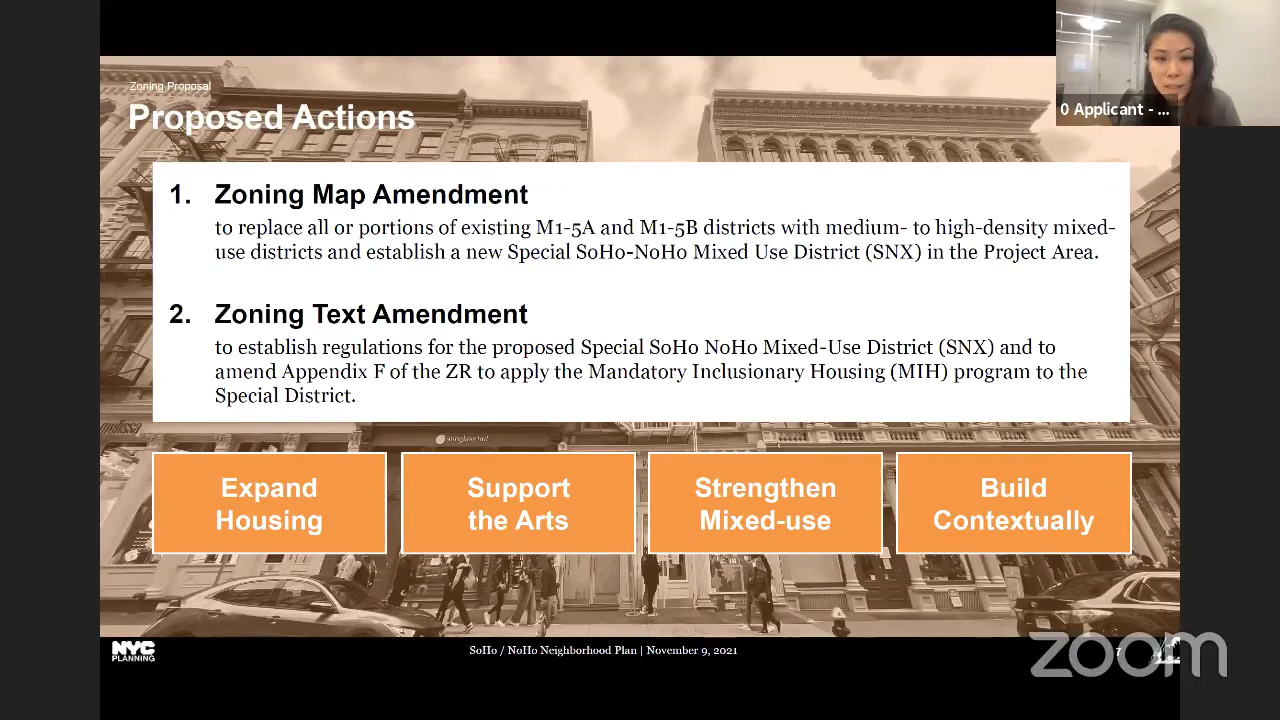 0 Applicant - ...
Zoning Proposal
Proposed Actions
1. Zoning Map Amendment
to replace all or portions of existing M1-5A and M1-5B districts with medium- to high-density mixed-
use districts and establish a new Special SoHo-NoHo Mixed Use District (SNX) in the Project Area.
2. Zoning Text Amendment
to establish regulations for the proposed Special SoHo NoHo Mixed-Use District (SNX) and to
amend Appendix F of the ZR to apply the Mandatory Inclusionary Housing (MIH) program to the
Special District.
melissa
sunglass hut
Expand
Housing
Support
the Arts
Strengthen
Mixed-use
Build
Contextually
NYC
PLANNING
SoHo / NoHo Neighborhood Plan | November 9, 2021
7
zoom